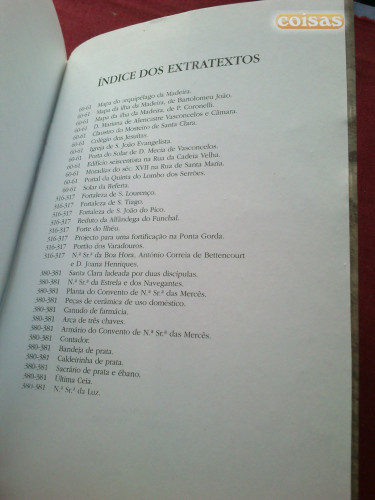 coisas
ÍNDICE DOS EXTRATEXTOS
60-61 Mapa do arquipélago da Madeira.
60-61 Mapa da ilha da Madeira, de Bartolomeu João.
60-61 Mapa da ilha da Madeira, de P. Coronelli.
60-61 D. Mariana de Alencastre Vasconcelos e Câmara.
60-61 Claustro do Mosteiro de Santa Clara.
60-61 Colégio dos Jesuítas.
60-61 Igreja de S. João Evangelista.
60-61 Porta do Solar de D. Mecia de Vasconcelos.
60-61 Edifício seiscentista na Rua da Cadeia Velha.
60-61 Moradias do séc. XVII na Rua de Santa Maria.
60-61 Portal da Quinta do Lombo dos Serrões.
60-61 Solar da Referta.
316-317 Fortaleza de S. Lourenço.
316-317 Fortaleza de S. Tiago.
316-317 Fortaleza de S. João do Pico.
316-317 Reduto da Alfândega do Funchal.
316-317 Forte do Ilhéu.
316-317 Projecto para uma fortificação na Ponta Gorda.
316-317 Portão dos Varadouros.
316-317 N.ª Sr.ª da Boa Hora, António Correia de Bettencourt
e D. Joana Henriques.
380-381 Santa Clara ladeada por duas discípulas.
380-381 N.ª Sr.ª da Estrela e dos Navegantes.
380-381 Planta do Convento de N.ª Sr.ª das Mercês.
380-381 Peças de cerâmica de uso doméstico.
380-381 Canudo de farmácia.
380-381 Arca de três chaves.
380-381 Armário do Convento de N.ª Sr.ª das Mercês.
380-381 Contador.
380-381 Bandeja de prata.
380-381 Caldeirinha de prata.
380-381 Sacrário de prata e ébano.
380-381 Última Ceia.
380-381 N.ª Sr.ª da Luz.